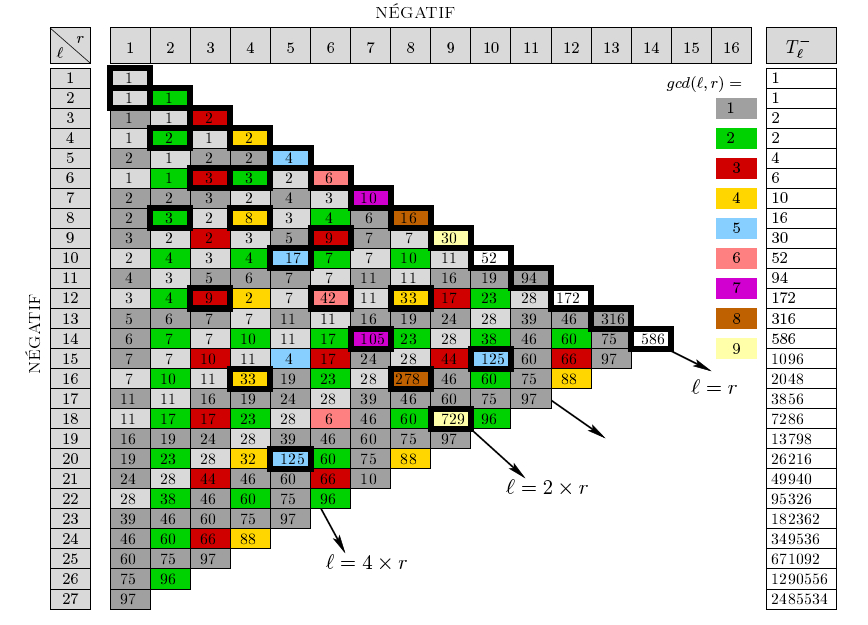 NÉGATIF
r ℓ 1 2 3 4 5 6 7 8 9 10 11 12 13 14 15 16 T_ℓ^-
gcd(ℓ,r) =
1
2
3
4
5
6
7
8
9
NÉGATIF
1 1 1
2 1 1 1
3 1 1 2 2
4 1 2 1 2 2
5 2 1 2 2 4 4
6 1 1 3 3 2 6 6
7 2 2 3 2 4 3 10 10
8 2 3 2 8 3 4 6 16 16
9 3 2 2 3 5 9 7 7 30 30
10 2 4 3 4 17 7 7 10 11 52 52
11 4 3 5 6 7 7 11 11 16 19 94 94
12 3 4 9 2 7 42 11 33 17 23 28 172 172
13 5 6 7 7 11 11 16 19 24 28 39 46 316 316
14 6 7 7 10 11 17 105 23 28 38 46 60 75 586 586
15 7 7 10 11 4 17 24 28 44 125 60 66 97 1096
16 7 10 11 33 19 23 28 278 46 60 75 88 2048
17 11 11 16 19 24 28 39 46 60 75 97 3856
18 11 17 17 23 28 6 46 60 729 96 7286
19 16 19 24 28 39 46 60 75 97 13798
20 19 23 28 32 125 60 75 88 26216
21 24 28 44 46 60 66 10 49940
22 28 38 46 60 75 96 95326
23 39 46 60 75 97 182362
24 46 60 66 88 349536
25 60 75 97 671092
26 75 96 1290556
27 97 2485534
ℓ = r
ℓ = 2 × r
ℓ = 4 × r